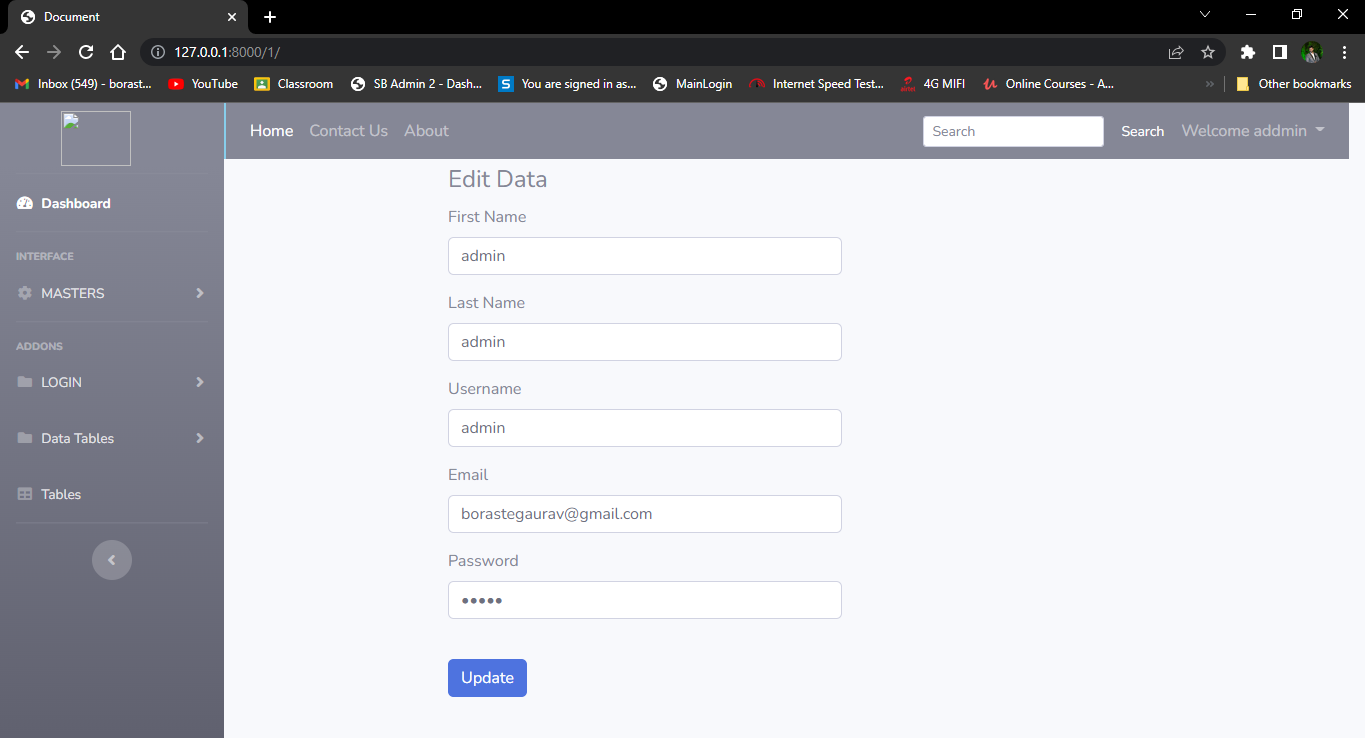 Document
127.0.0.1:8000/1/
Inbox (549) - borast...
YouTube
Classroom
SB Admin 2 - Dash...
S
You are signed in as...
MainLogin
Internet Speed Test...
airtel
4G MIFI
Online Courses - A...
»
Other bookmarks
Home
Contact Us
About
Search
Search
Welcome addmin
Dashboard
INTERFACE
MASTERS
ADDONS
LOGIN
Data Tables
Tables
Edit Data
First Name
admin
Last Name
admin
Username
admin
Email
borastegaurav@gmail.com
Password
•••••
Update